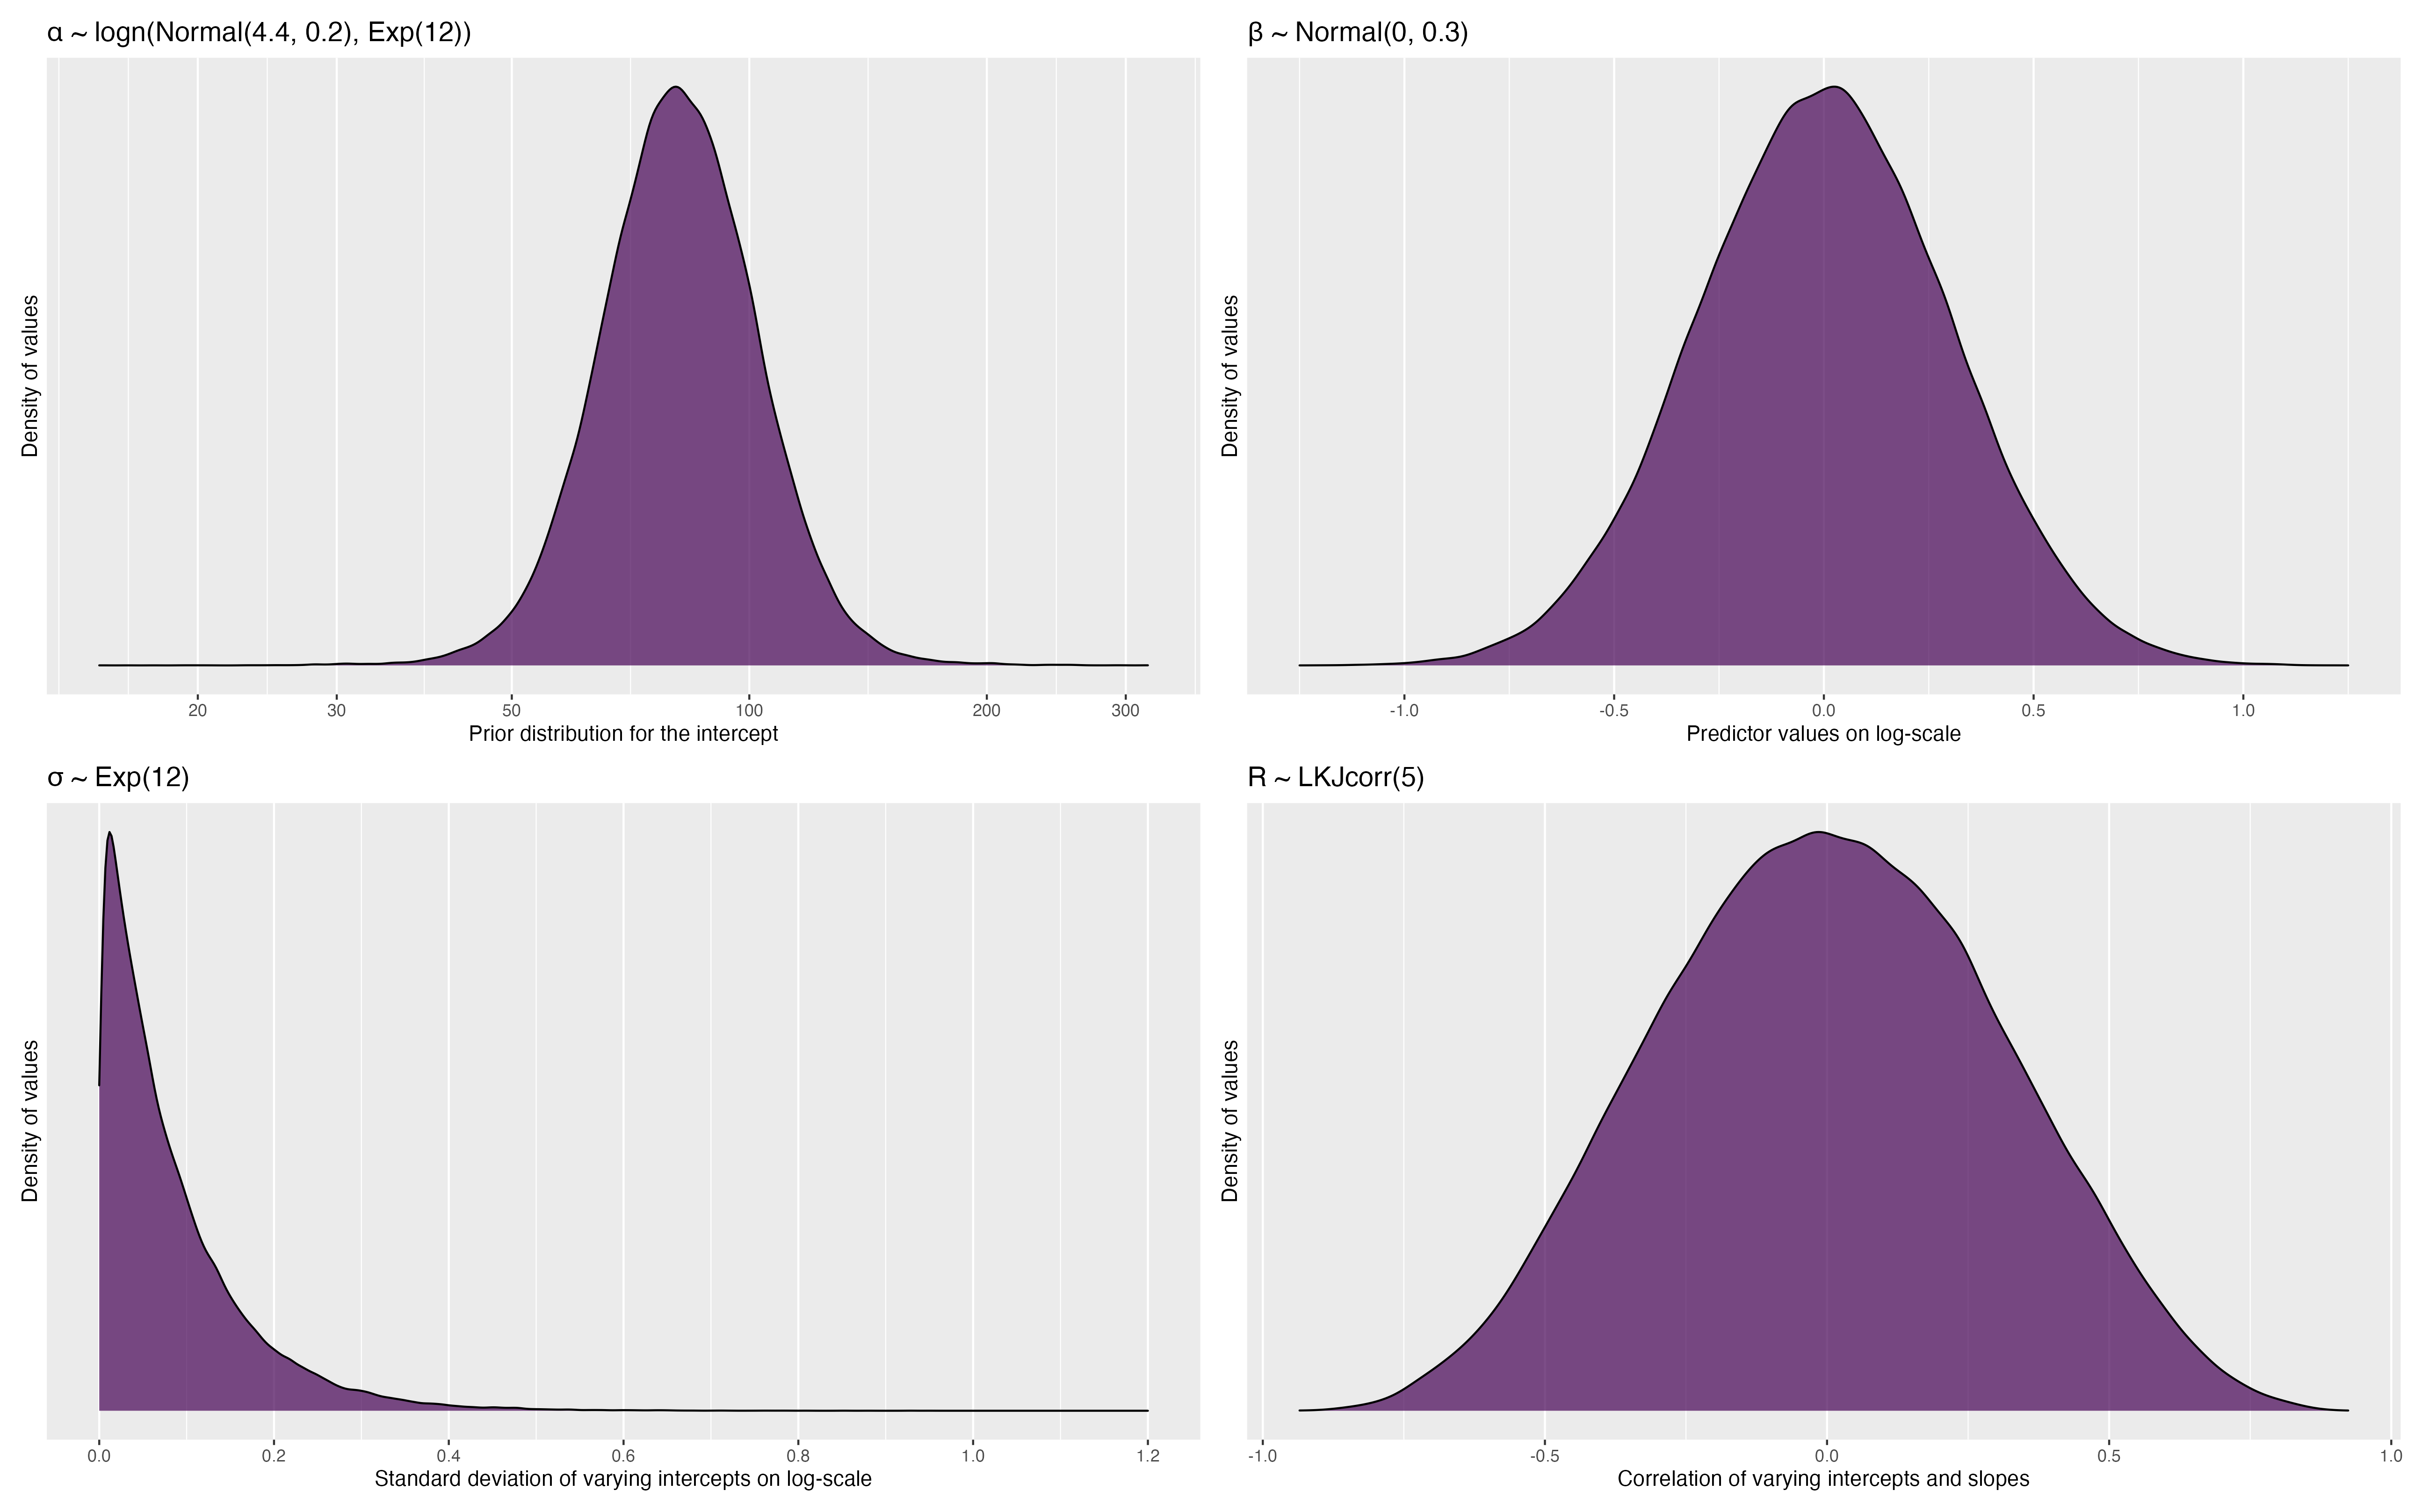 α ~ logn(Normal(4.4, 0.2), Exp(12))
Density of values
20 30 50 100 200 300
Prior distribution for the intercept
β ~ Normal(0, 0.3)
Density of values
-1.0 -0.5 0.0 0.5 1.0
Predictor values on log-scale
σ ~ Exp(12)
Density of values
0.0 0.2 0.4 0.6 0.8 1.0 1.2
Standard deviation of varying intercepts on log-scale
R ~ LKJcorr(5)
Density of values
-1.0 -0.5 0.0 0.5 1.0
Correlation of varying intercepts and slopes